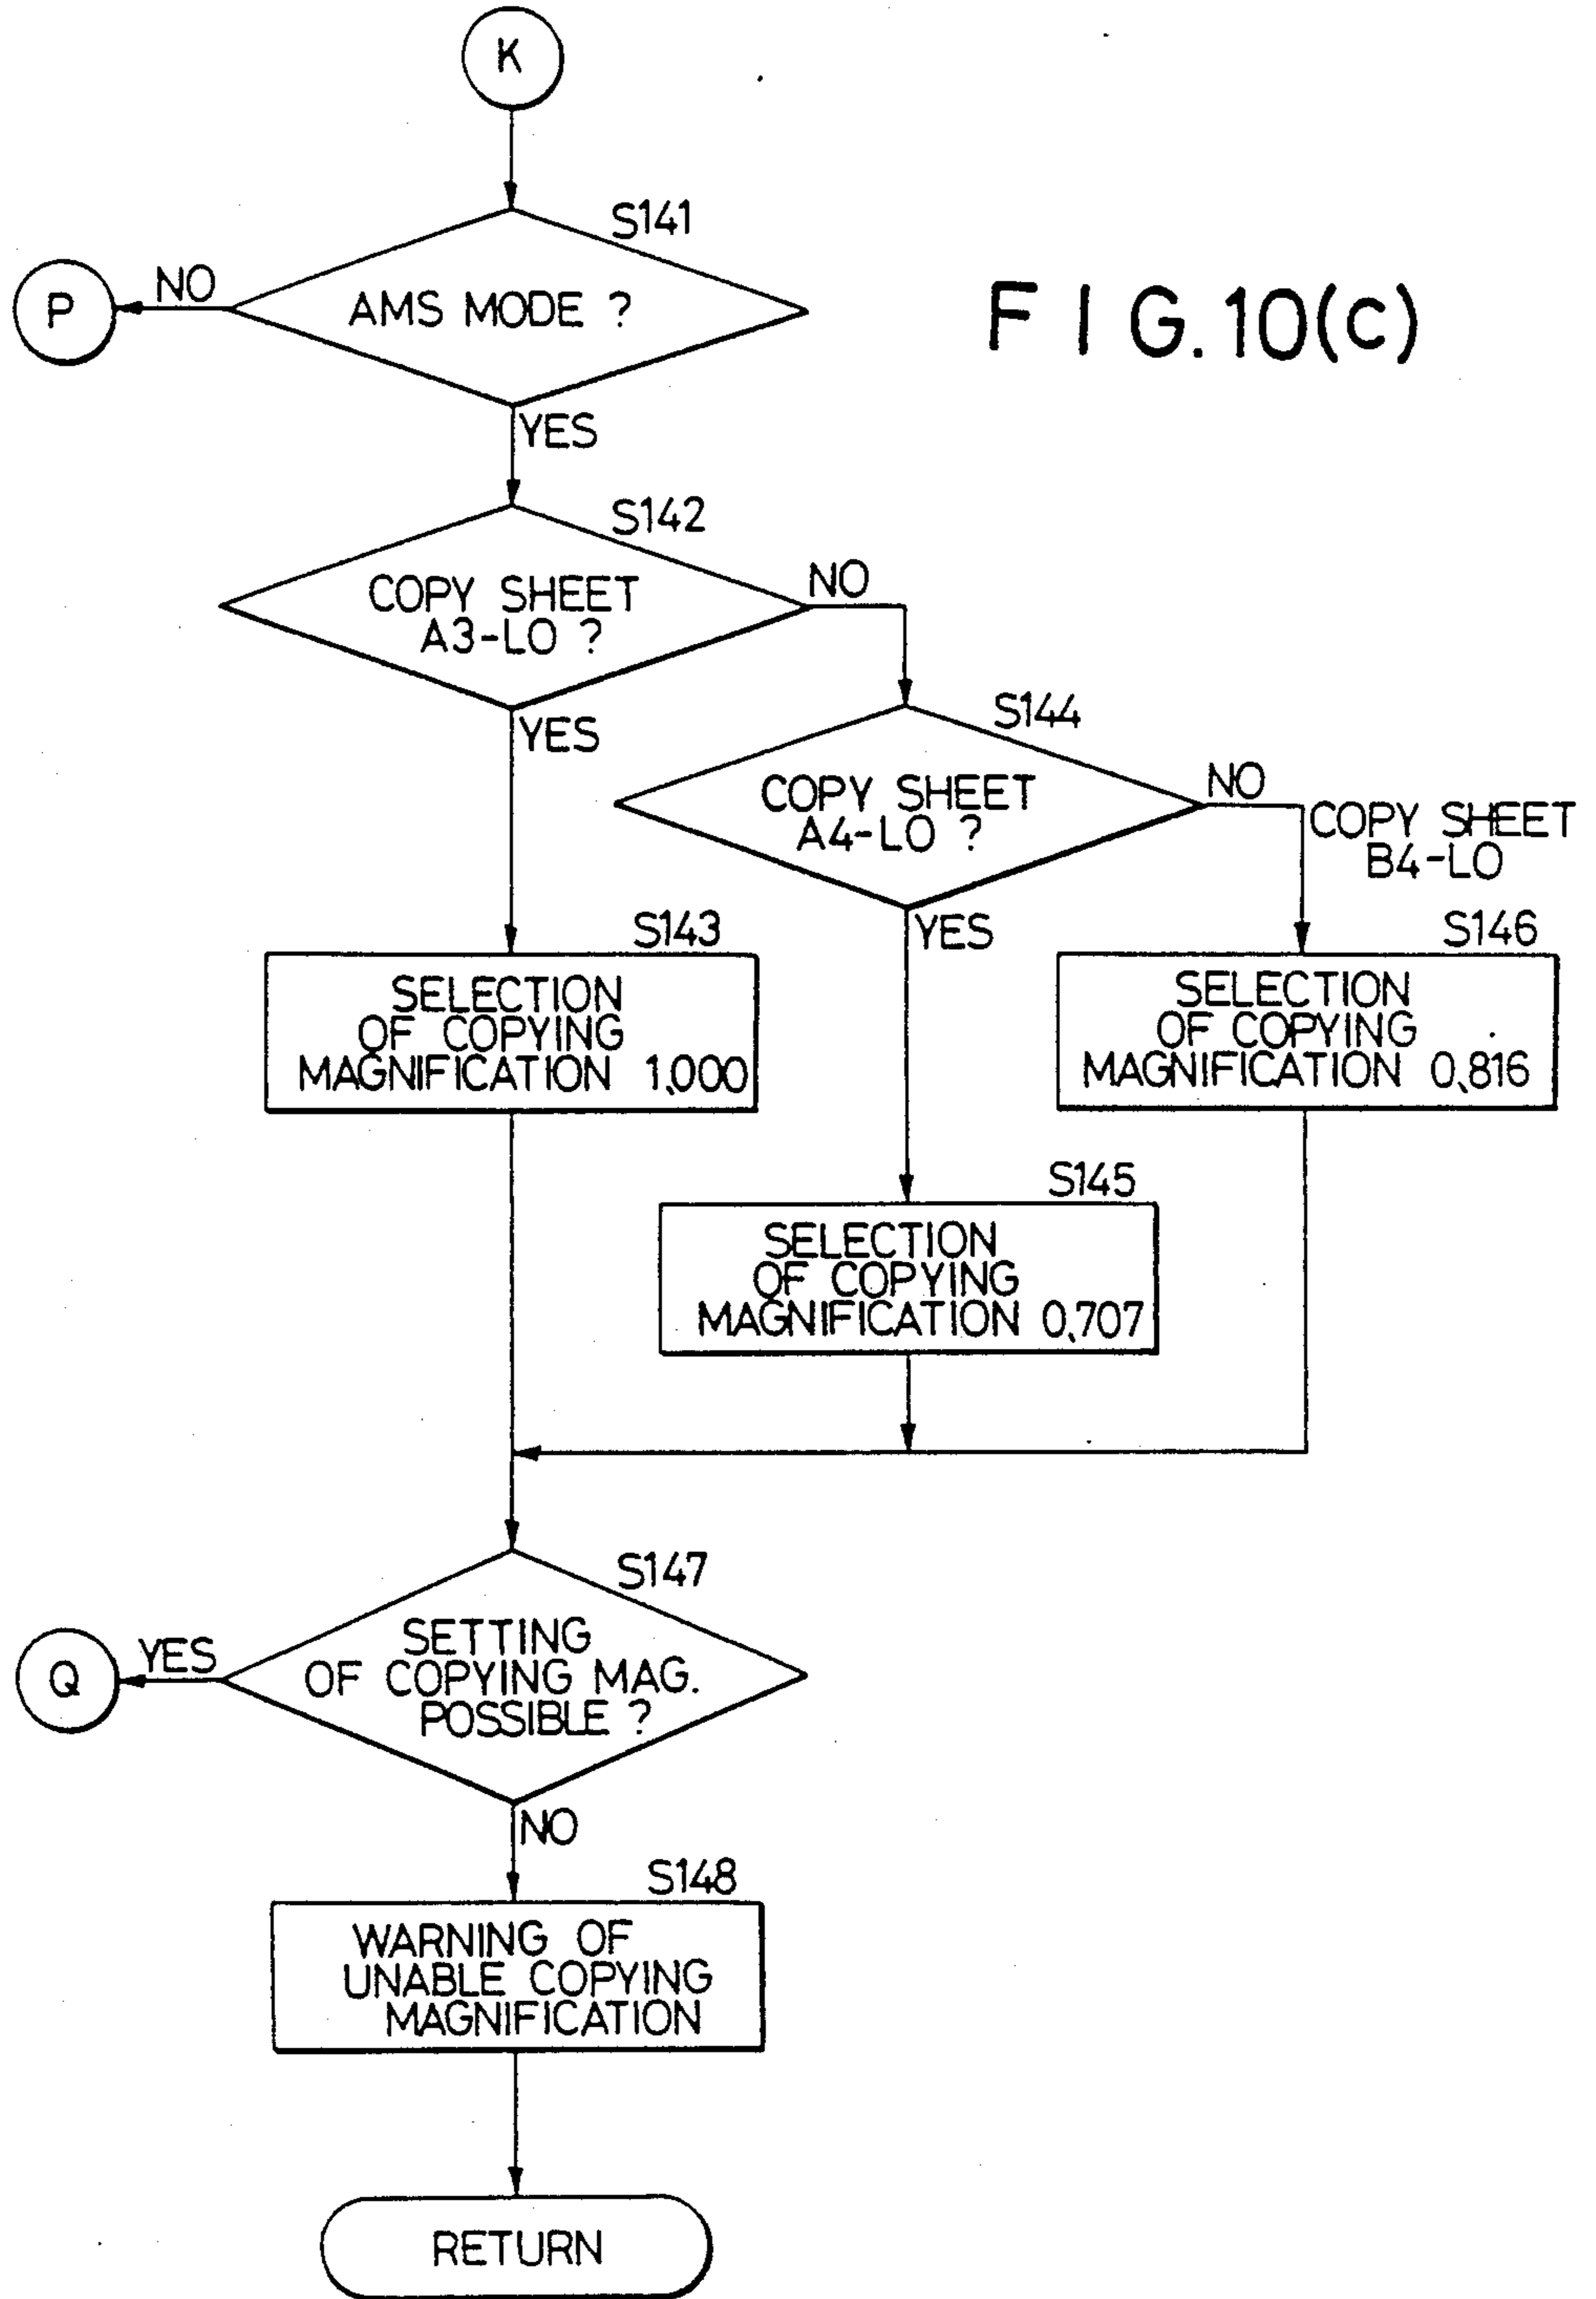 K
S141
P
NO
AMS MODE ?
F I G.10(c)
YES
S142
COPY SHEET
A3-LO ?
NO
YES
S144
COPY SHEET
A4-LO ?
NO
COPY SHEET
B4-LO
YES
S143
SELECTION
OF COPYING
MAGNIFICATION 1,000
S146
SELECTION
OF COPYING
MAGNIFICATION 0,816
S145
SELECTION
OF COPYING
MAGNIFICATION 0,707
S147
Q
YES
SETTING
OF COPYING MAG.
POSSIBLE ?
NO
S148
WARNING OF
UNABLE COPYING
MAGNIFICATION
RETURN